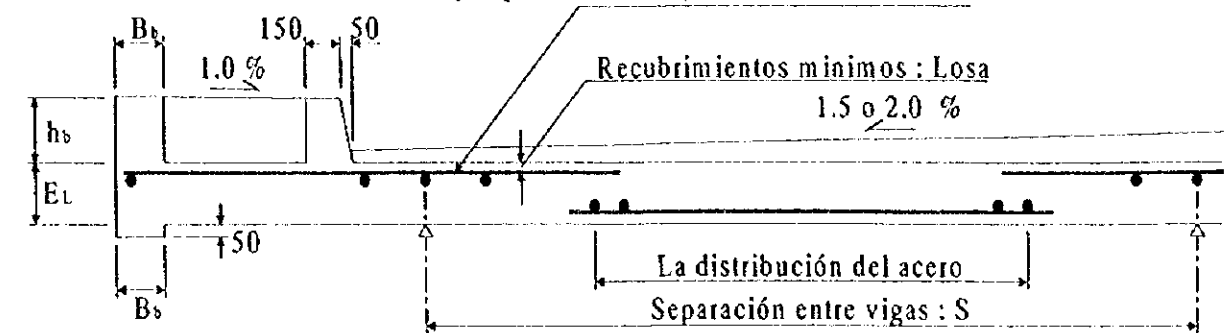 Bb 150 50
1.0 %
Recubrimientos minimos : Losa
1.5 o 2.0 %
hb
EL
50
La distribución del acero
Bb
Separación entre vigas : S